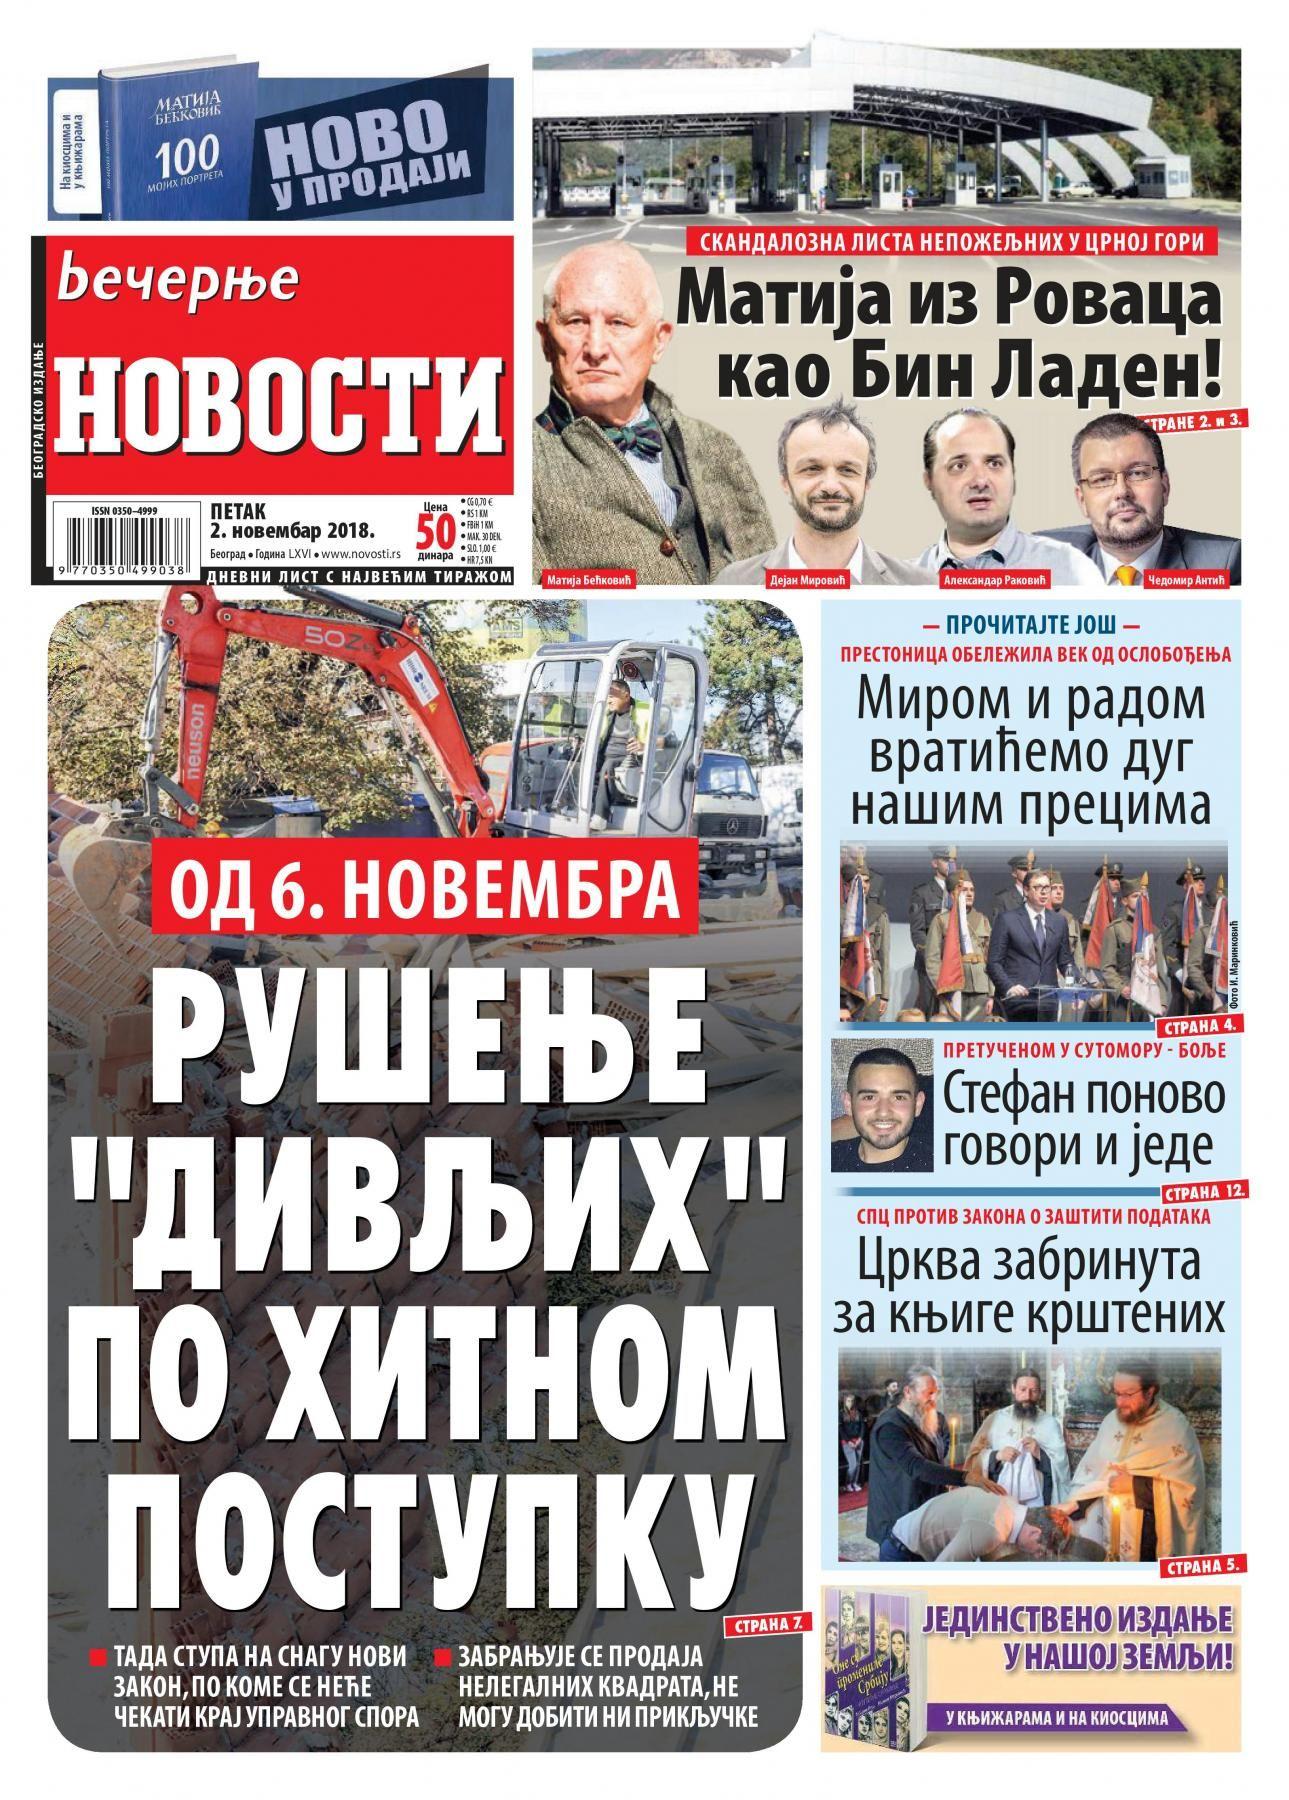 На киосцима и
у књижарама
МАТИЈА
БЕЋКОВИЋ
100
МОЈИХ ПОРТРЕТА
НОВО
У ПРОДАЈИ
БЕОГРАДСКО ИЗДАЊЕ
Вечерње
НОВОСТИ
ISSN 0350-4999
9 770350 499038
ПЕТАК
2. новембар 2018.
Београд • Година LXVI • www.novosti.rs
Цена
50
динара
• CG 0,70 €
• RS 1 KM
• FBiH 1 KM
• MAK. 30 DEN.
• SLO. 1,00 €
• HR 7,5 KN
ДНЕВНИ ЛИСТ С НАЈВЕЋИМ ТИРАЖОМ
СКАНДАЛОЗНА ЛИСТА НЕПОЖЕЉНИХ У ЦРНОЈ ГОРИ
Матија из Роваца
као Бин Ладен!
СТРАНЕ 2. и 3.
Матија Бећковић
Дејан Мировић
Александар Раковић
Чедомир Антић
50Z
neuson
ОД 6. НОВЕМБРА
РУШЕЊЕ
"ДИВЉИХ"
ПО ХИТНОМ
ПОСТУПКУ
СТРАНА 7.
ТАДА СТУПА НА СНАГУ НОВИ
ЗАКОН, ПО КОМЕ СЕ НЕЋЕ
ЧЕКАТИ КРАЈ УПРАВНОГ СПОРА
ЗАБРАЊУЈЕ СЕ ПРОДАЈА
НЕЛЕГАЛНИХ КВАДРАТА, НЕ
МОГУ ДОБИТИ НИ ПРИКЉУЧКЕ
– ПРОЧИТАЈТЕ ЈОШ –
ПРЕСТОНИЦА ОБЕЛЕЖИЛА ВЕК ОД ОСЛОБОЂЕЊА
Миром и радом
вратићемо дуг
нашим прецима
Фото И. Маринковић
СТРАНА 4.
ПРЕТУЧЕНОМ У СУТОМОРУ - БОЉЕ
Стефан поново
говори и једе
СТРАНА 12.
СПЦ ПРОТИВ ЗАКОНА О ЗАШТИТИ ПОДАТАКА
Црква забринута
за књиге крштених
СТРАНА 5.
Оне су
промениле
Србију
ЈЕДИНСТВЕНО ИЗДАЊЕ
У НАШОЈ ЗЕМЉИ!
У КЊИЖАРАМА И НА КИОСЦИМА